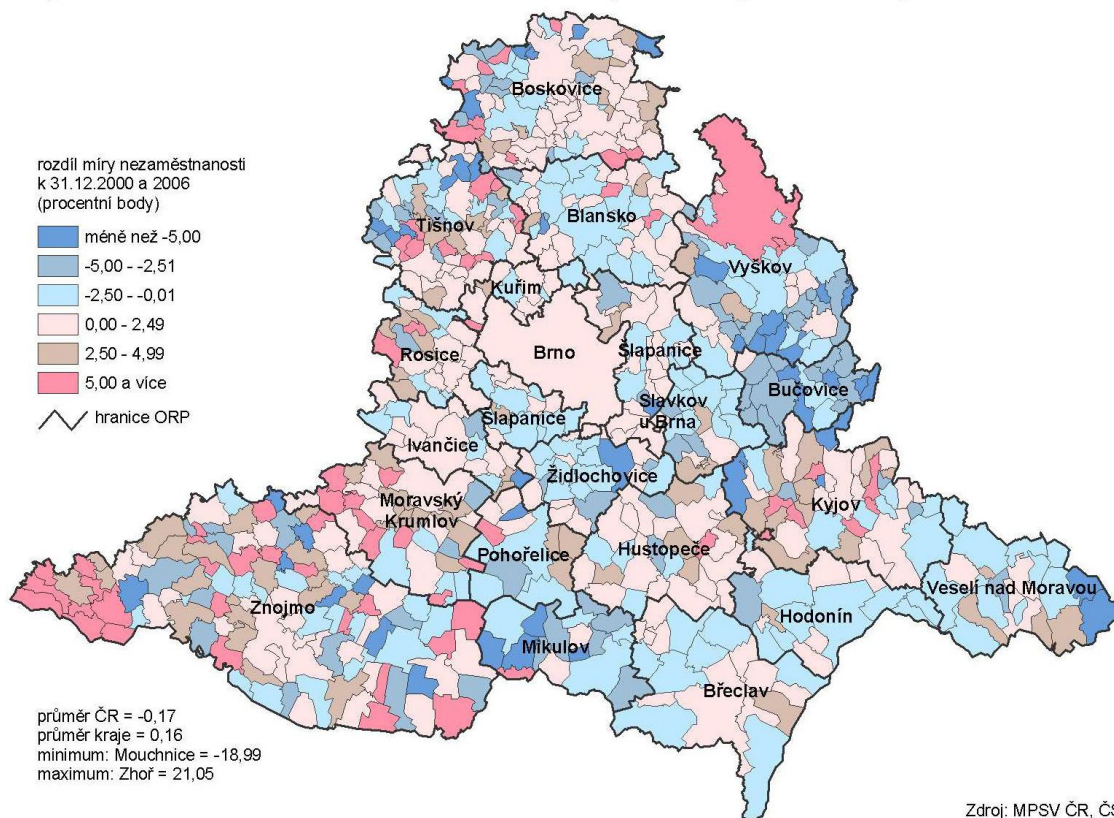 rozdíl míry nezaměstnanosti
k 31.12.2000 a 2006
(procentní body)
méně než -5,00
-5,00 - -2,51
-2,50 - -0,01
0,00 - 2,49
2,50 - 4,99
5,00 a více
hranice ORP
Boskovice
Tišnov
Blansko
Vyškov
Kuřim
Rosice
Brno
Šlapanice
Bučovice
Slavkov
u Brna
Šlapanice
Ivančice
Židlochovice
Moravský
Krumlov
Kyjov
Pohořelice
Hustopeče
Veselí nad Moravou
Znojmo
Hodonín
Mikulov
Břeclav
průměr ČR = -0,17
průměr kraje = 0,16
minimum: Mouchnice = -18,99
maximum: Zhoř = 21,05
Zdroj: MPSV ČR, ČS